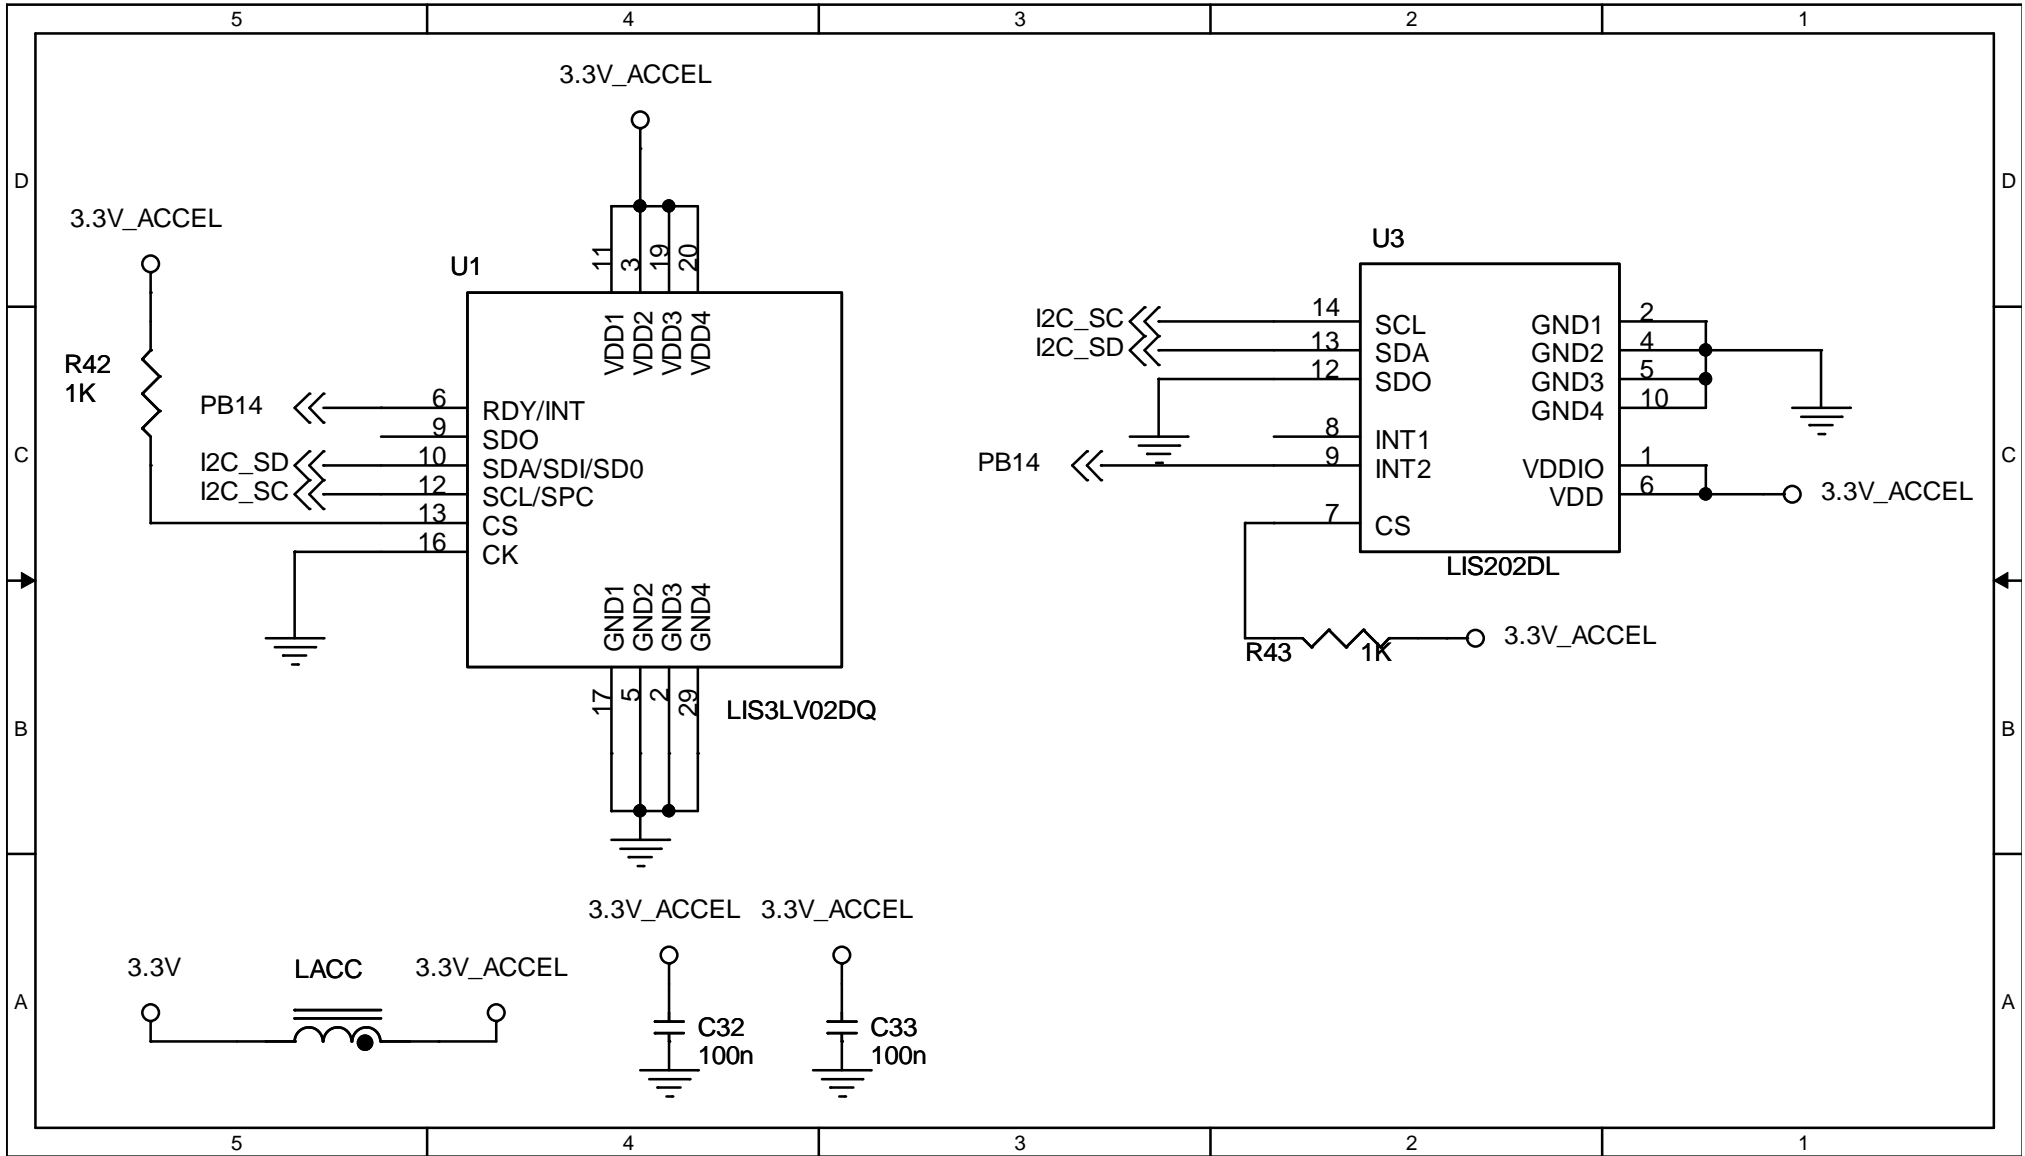 5 4 3 2 1
D
D
C
C
B
B
A
A
3.3V_ACCEL
3.3V_ACCEL
R42
1K
U1
11
3
19
20
VDD1
VDD2
VDD3
VDD4
PB14
6
RDY/INT
9
SDO
I2C_SD
10
SDA/SDI/SD0
I2C_SC
12
SCL/SPC
13
CS
16
CK
GND1
GND2
GND3
GND4
17
5
2
29
LIS3LV02DQ
U3
I2C_SC
14
SCL
GND1
2
I2C_SD
13
SDA
GND2
4
12
SDO
GND3
5
GND4
10
8
INT1
PB14
9
INT2
VDDIO
1
VDD
6
3.3V_ACCEL
7
CS
LIS202DL
R43
1K
3.3V_ACCEL
3.3V
LACC
3.3V_ACCEL
3.3V_ACCEL
C32
100n
3.3V_ACCEL
C33
100n
5 4 3 2 1